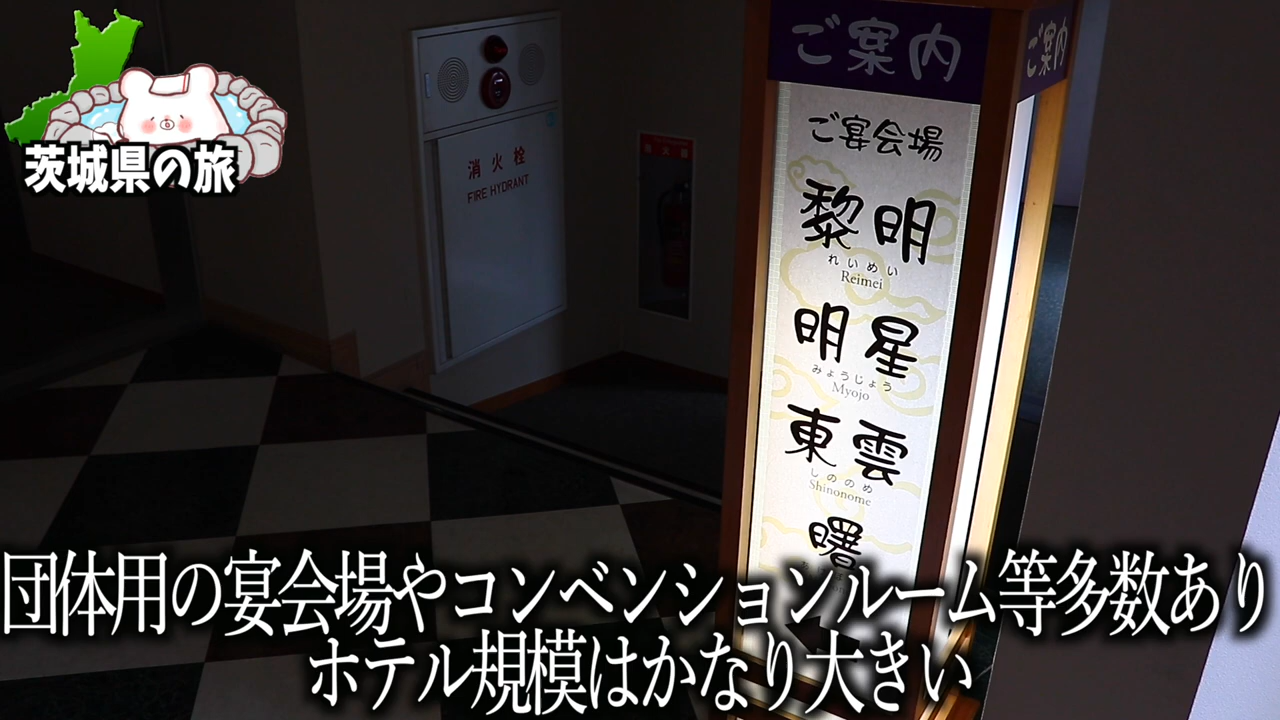 茨城県の旅
消火栓
FIRE HYDRANT
ご案内
ご案内
ご宴会場
黎明
れいめい
Reimei
明星
みょうじょう
Myojo
東雲
しののめ
Shinonome
曙
団体用の宴会場やコンベンションルーム等多数あり
ホテル規模はかなり大きい